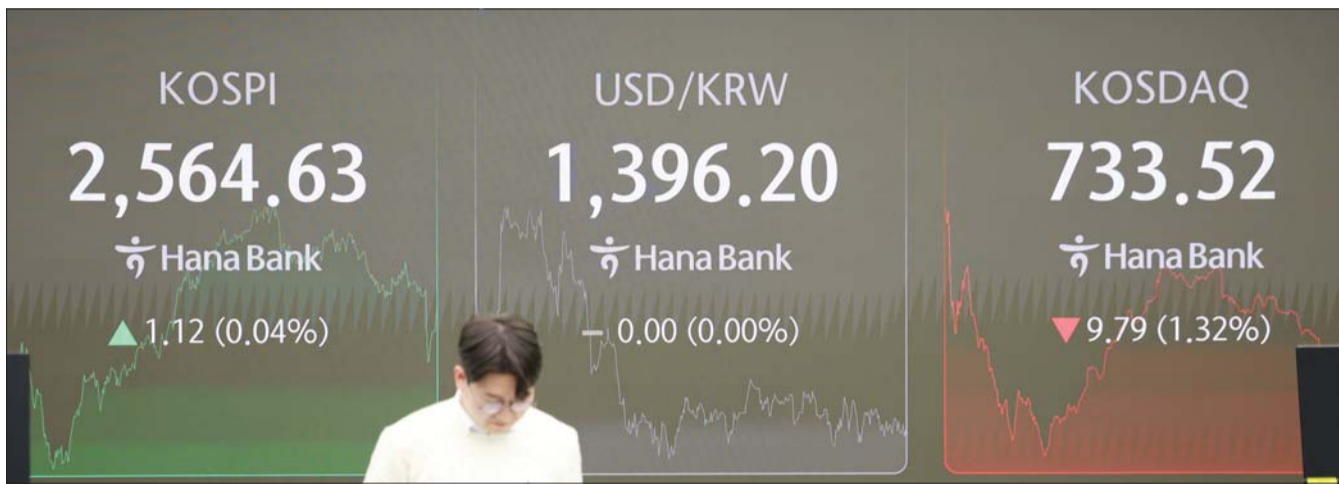 KOSPI
2,564.63
Hana Bank
▲ 1.12 (0.04%)
USD/KRW
1,396.20
Hana Bank
– 0.00 (0.00%)
KOSDAQ
733.52
Hana Bank
▼ 9.79 (1.32%)